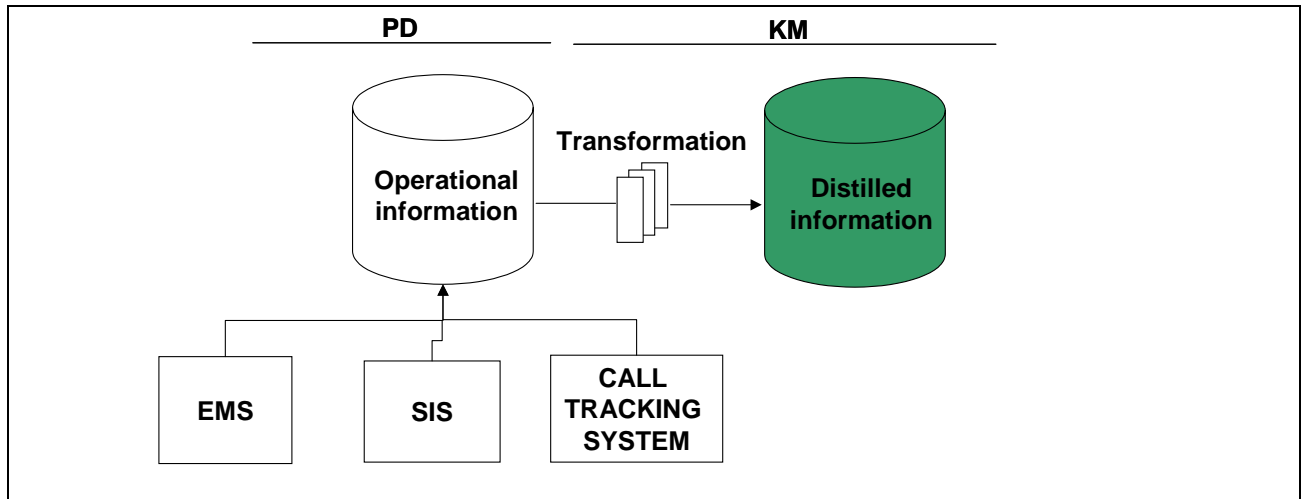 PD
KM
Transformation
Operational
information
Distilled
information
EMS
SIS
CALL
TRACKING
SYSTEM